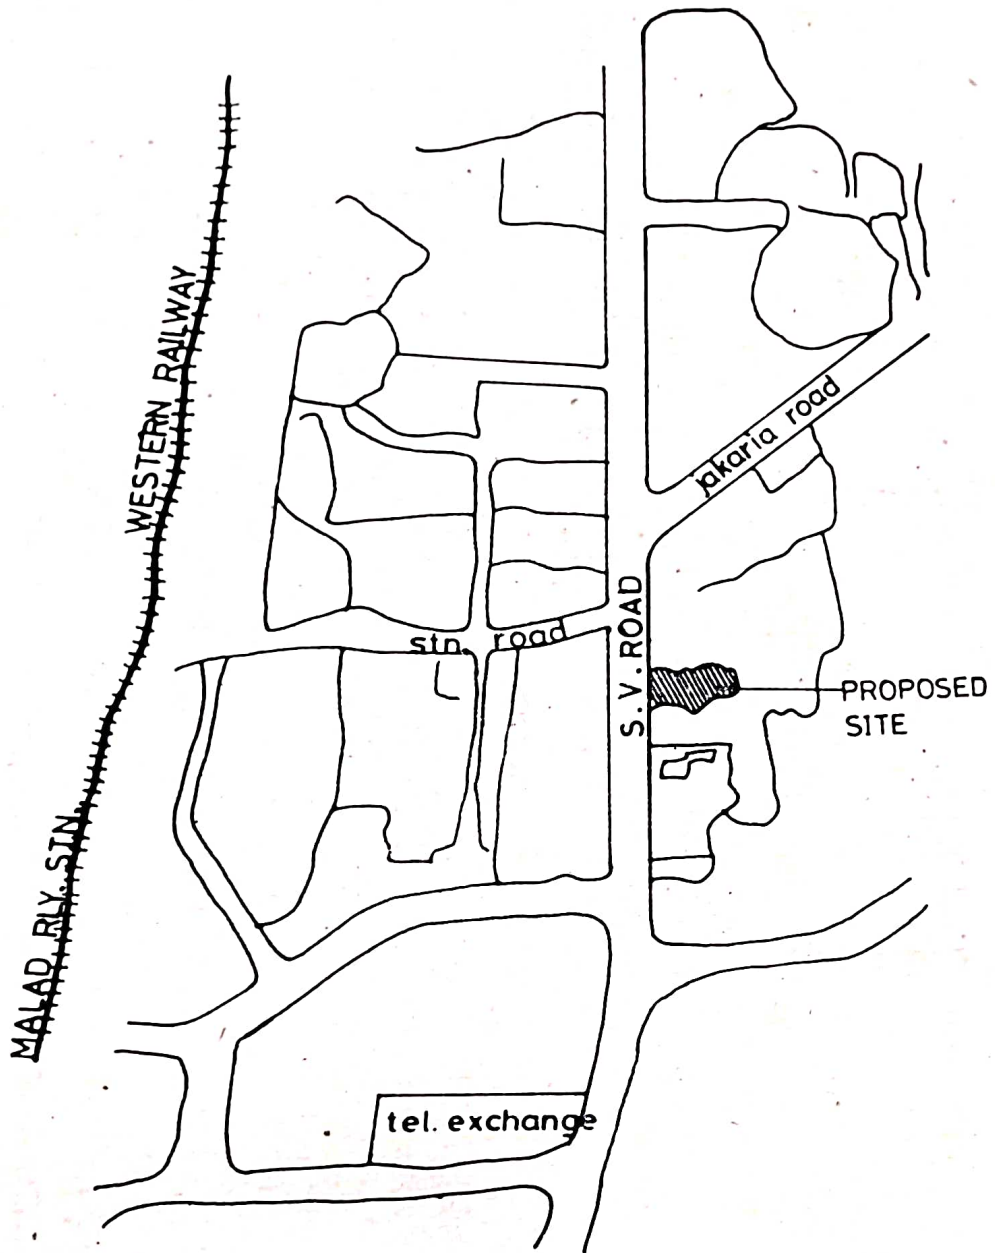 WESTERN RAILWAY
jakaria road
stn. road
S.V. ROAD
PROPOSED
SITE
MALAD RLY. STN.
tel. exchange